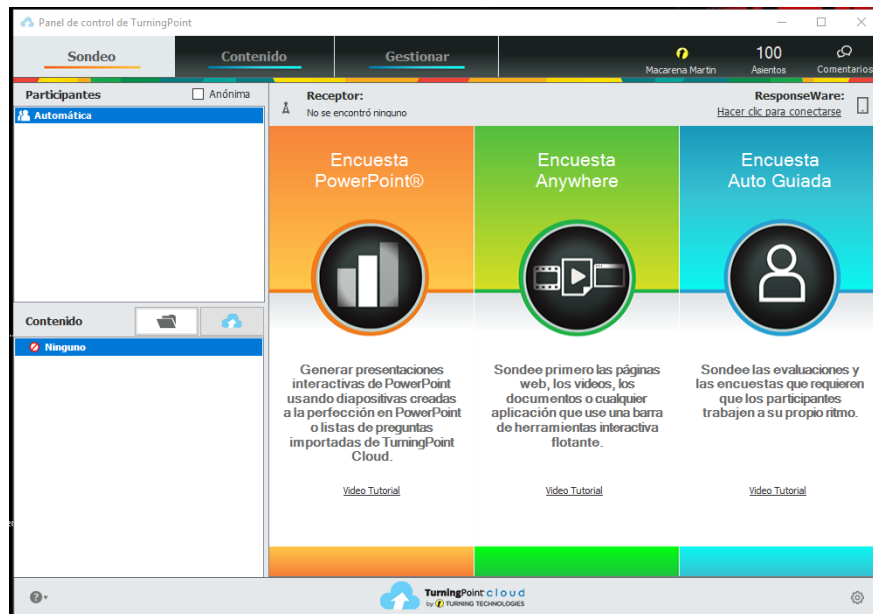 Panel de control de TurningPoint
Sondeo
Contenido
Gestionar
Macarena Martin
100
Asientos
Comentarios
Participantes
Anónima
Automática
Receptor:
No se encontró ninguno
ResponseWare:
Hacer clic para conectarse
Contenido
Ninguno
Encuesta
PowerPoint®
Generar presentaciones
interactivas de PowerPoint
usando diapositivas creadas
a la perfección en PowerPoint
o listas de preguntas
importadas de TurningPoint
Cloud.
Video Tutorial
Encuesta
Anywhere
Sondee primero las páginas
web, los videos, los
documentos o cualquier
aplicación que use una barra
de herramientas interactiva
flotante.
Video Tutorial
Encuesta
Auto Guiada
Sondee las evaluaciones y
las encuestas que requieren
que los participantes
trabajen a su propio ritmo.
Video Tutorial
TurningPoint cloud
by TURNING TECHNOLOGIES